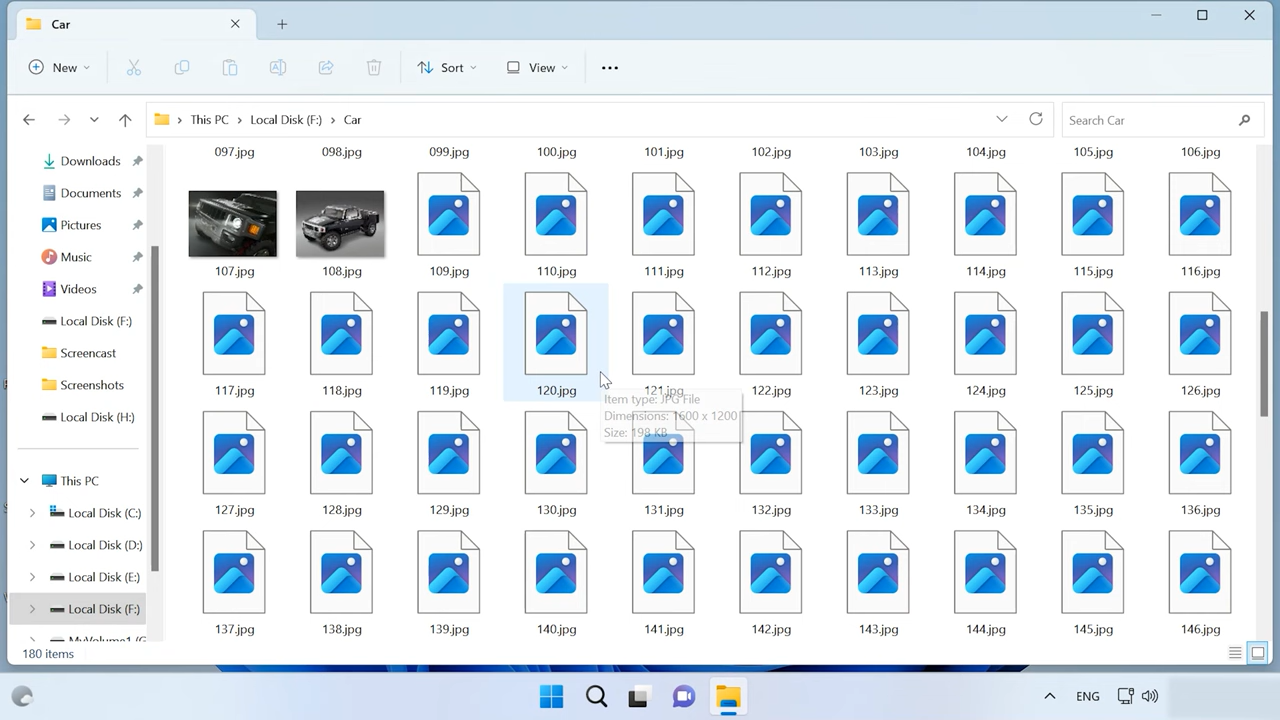 Car
New
Sort
View
This PC
Local Disk (F:)
Car
Search Car
097.jpg 098.jpg 099.jpg 100.jpg 101.jpg 102.jpg 103.jpg 104.jpg 105.jpg 106.jpg
107.jpg 108.jpg 109.jpg 110.jpg 111.jpg 112.jpg 113.jpg 114.jpg 115.jpg 116.jpg
117.jpg 118.jpg 119.jpg 120.jpg 121.jpg 122.jpg 123.jpg 124.jpg 125.jpg 126.jpg
Item type: JPG File
Dimensions: 1600 x 1200
Size: 198 KB
127.jpg 128.jpg 129.jpg 130.jpg 131.jpg 132.jpg 133.jpg 134.jpg 135.jpg 136.jpg
137.jpg 138.jpg 139.jpg 140.jpg 141.jpg 142.jpg 143.jpg 144.jpg 145.jpg 146.jpg
Downloads
Documents
Pictures
Music
Videos
Local Disk (F:)
Screencast
Screenshots
Local Disk (H:)
This PC
Local Disk (C:)
Local Disk (D:)
Local Disk (E:)
Local Disk (F:)
MyVolume1 (G
180 items
ENG